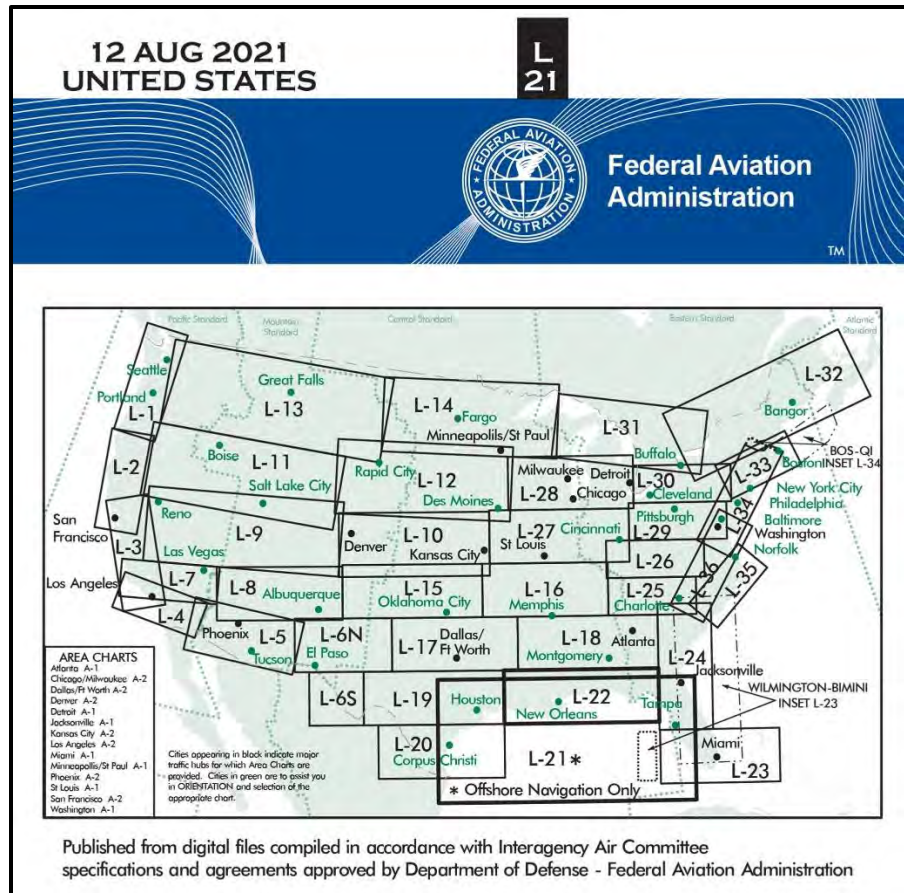 12 AUG 2021
UNITED STATES
L
21
FEDERAL AVIATION
ADMINISTRATION
Federal Aviation
Administration
TM
Pacific Standard
Mountain
Standard
Central Standard
Eastern Standard
Atlantic
Standard
Seattle
Portland
L-1
Great Falls
L-13
L-14
Fargo
Minneapolils/St Paul
L-31
L-32
Bangor
L-2
Boise
L-11
Salt Lake City
Rapid City
L-12
Des Moines
Milwaukee
L-28
Chicago
Detroit
Buffalo
L-30
Cleveland
L-33
Boston
BOS-QI
INSET L-34
New York City
Philadelphia
Baltimore
Washington
Norfolk
L-34
San
Francisco
L-3
Reno
L-9
Las Vegas
Denver
L-10
Kansas City
L-27
St Louis
Cincinnati
Pittsburgh
L-29
L-26
L-36
L-35
Los Angeles
L-4
L-7
L-8
Albuquerque
L-15
Oklahoma City
L-16
Memphis
L-25
Charlotte
Phoenix
L-5
Tucson
L-6N
El Paso
L-17
Dallas/
Ft Worth
L-18
Montgomery
Atlanta
L-24
Jacksonville
L-6S
L-19
Houston
L-22
New Orleans
Tampa
WILMINGTON-BIMINI
INSET L-23
L-20
Corpus Christi
L-21*
Miami
L-23
* Offshore Navigation Only
AREA CHARTS
Atlanta A-1
Chicago/Milwaukee A-2
Dallas/Ft Worth A-2
Denver A-2
Detroit A-1
Jacksonville A-1
Kansas City A-2
Los Angeles A-2
Miami A-1
Minneapolis/St Paul A-1
Phoenix A-2
St Louis A-1
San Francisco A-2
Washington A-1
Cities appearing in black indicate major
traffic hubs for which Area Charts are
provided. Cities in green are to assist you
in ORIENTATION and selection of the
appropriate chart.
Published from digital files compiled in accordance with Interagency Air Committee
specifications and agreements approved by Department of Defense - Federal Aviation Administration